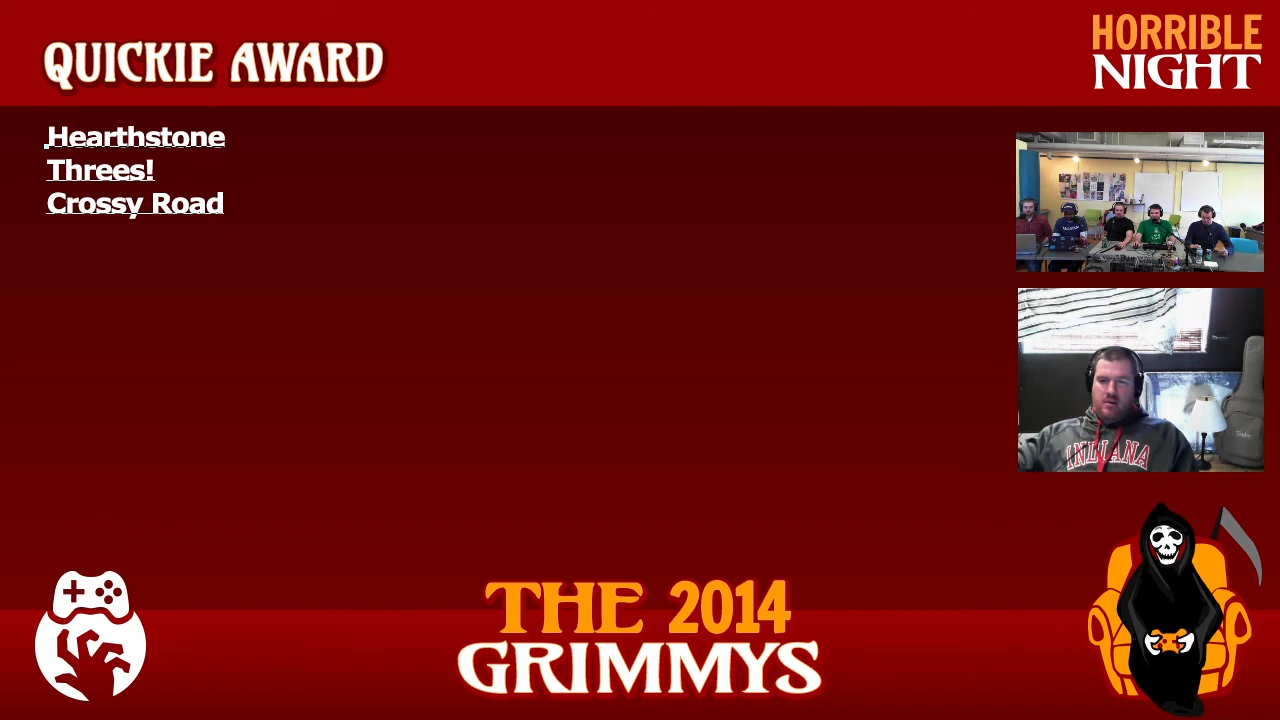 QUICKIE AWARD
HORRIBLE
NIGHT
Hearthstone
Threes!
Crossy Road
INDIANA
THE 2014
GRIMMYS